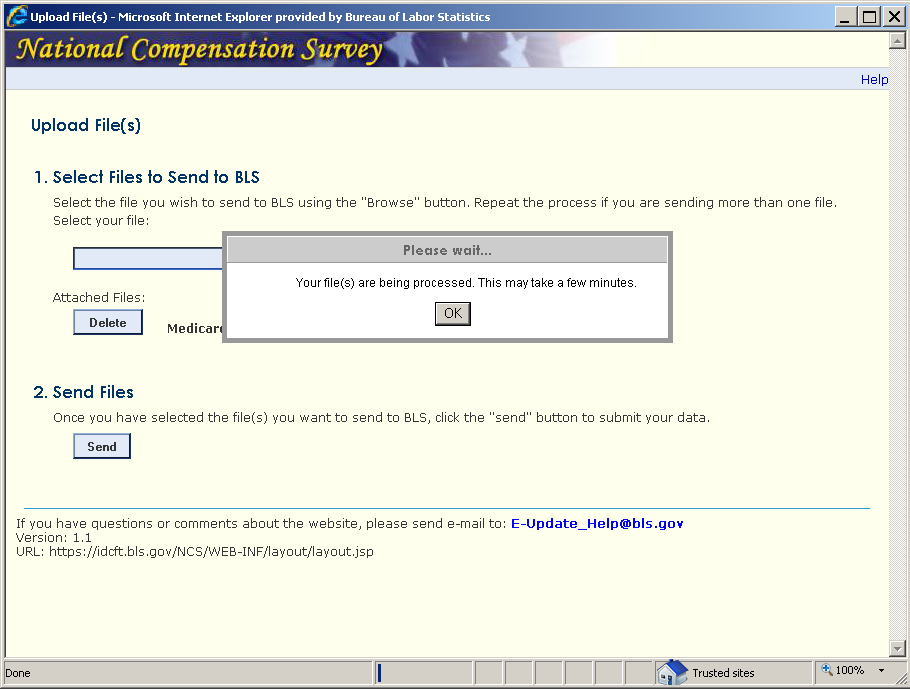 Upload File(s) - Microsoft Internet Explorer provided by Bureau of Labor Statistics
National Compensation Survey
Help
Upload File(s)
1. Select Files to Send to BLS
Select the file you wish to send to BLS using the "Browse" button. Repeat the process if you are sending more than one file.
Select your file:
Please wait...
Your file(s) are being processed. This may take a few minutes.
OK
Attached Files:
Delete
Medicare
2. Send Files
Once you have selected the file(s) you want to send to BLS, click the "send" button to submit your data.
Send
If you have questions or comments about the website, please send e-mail to: E-Update_Help@bls.gov
Version: 1.1
URL: https://idcft.bls.gov/NCS/WEB-INF/layout/layout.jsp
Done
Trusted sites
100%